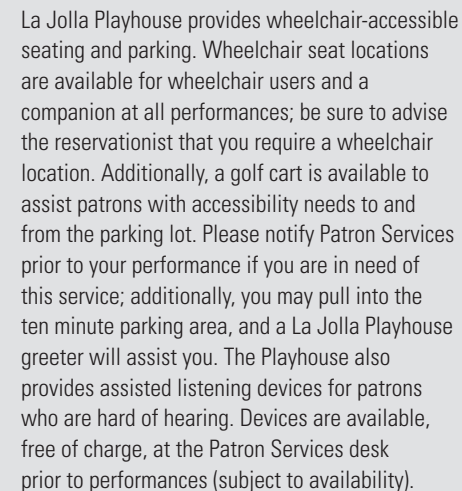 La Jolla Playhouse provides wheelchair-accessible
seating and parking. Wheelchair seat locations
are available for wheelchair users and a
companion at all performances; be sure to advise
the reservationist that you require a wheelchair
location. Additionally, a golf cart is available to
assist patrons with accessibility needs to and
from the parking lot. Please notify Patron Services
prior to your performance if you are in need of
this service; additionally, you may pull into the
ten minute parking area, and a La Jolla Playhouse
greeter will assist you. The Playhouse also
provides assisted listening devices for patrons
who are hard of hearing. Devices are available,
free of charge, at the Patron Services desk
prior to performances (subject to availability).